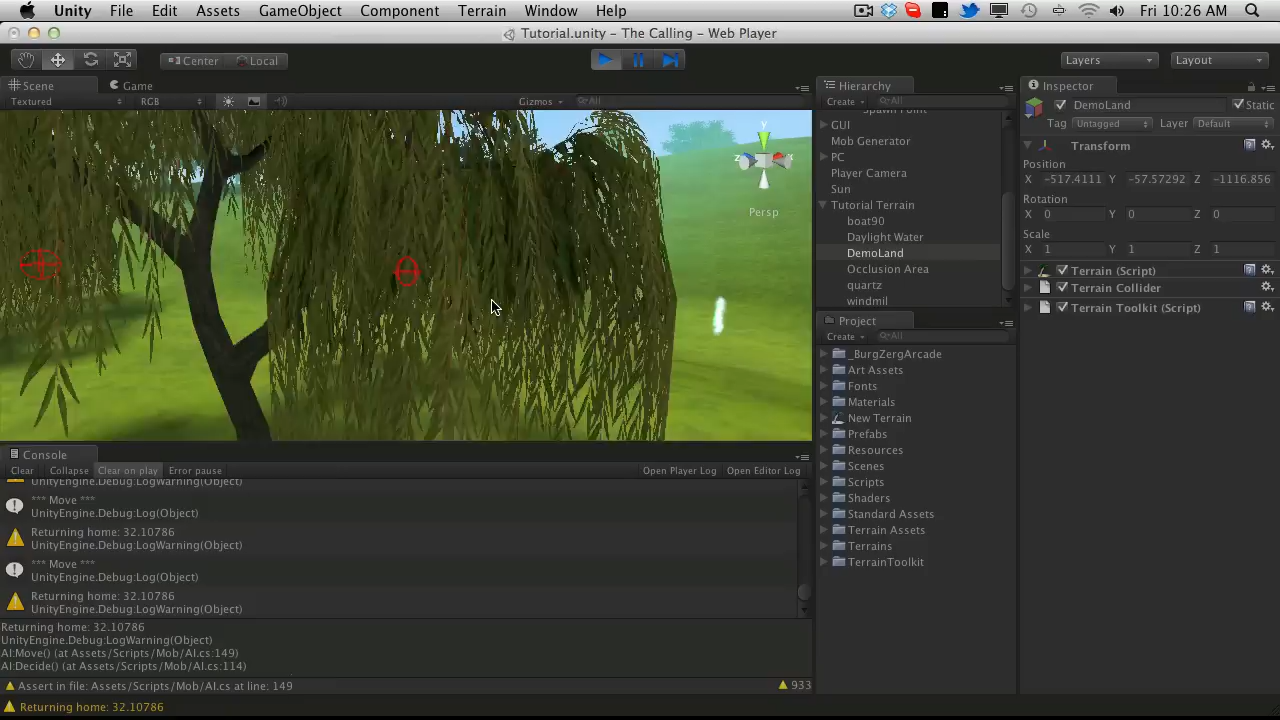 Unity File Edit Assets GameObject Component Terrain Window Help Fri 10:26 AM
Tutorial.unity - The Calling - Web Player
Center Local Layers Layout
Scene Game
Textured RGB Gizmos All
y
z x
Persp
Console
Clear Collapse Clear on play Error pause Open Player Log Open Editor Log
UnityEngine.Debug:LogWarning(Object)
*** Move ***
UnityEngine.Debug:Log(Object)
Returning home: 32.10786
UnityEngine.Debug:LogWarning(Object)
*** Move ***
UnityEngine.Debug:Log(Object)
Returning home: 32.10786
UnityEngine.Debug:LogWarning(Object)
Returning home: 32.10786
UnityEngine.Debug:LogWarning(Object)
AI:Move() (at Assets/Scripts/Mob/AI.cs:149)
AI:Decide() (at Assets/Scripts/Mob/AI.cs:114)
Assert in file: Assets/Scripts/Mob/AI.cs at line: 149 933
Returning home: 32.10786
Hierarchy
Create All
Spawn Point
GUI
Mob Generator
PC
Player Camera
Sun
Tutorial Terrain
boat90
Daylight Water
DemoLand
Occlusion Area
quartz
windmil
Project
Create All
_BurgZergArcade
Art Assets
Fonts
Materials
New Terrain
Prefabs
Resources
Scenes
Scripts
Shaders
Standard Assets
Terrain Assets
Terrains
TerrainToolkit
Inspector
DemoLand Static
Tag Untagged Layer Default
Transform
Position
X -517.4111 Y -57.57292 Z -1116.856
Rotation
X 0 Y 0 Z 0
Scale
X 1 Y 1 Z 1
Terrain (Script)
Terrain Collider
Terrain Toolkit (Script)